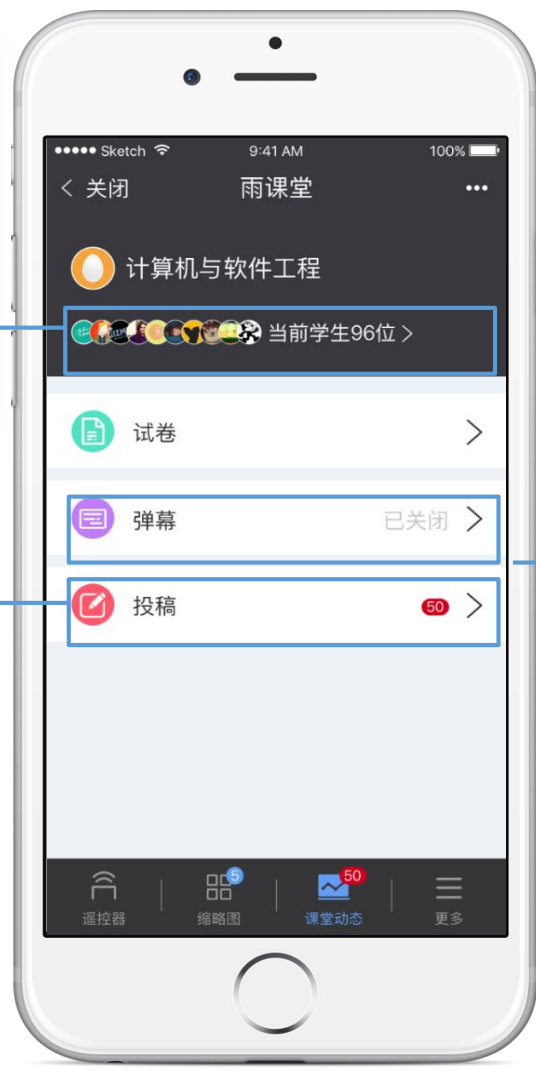 Sketch 9:41 AM 100%
< 关闭 雨课堂 •••
计算机与软件工程
当前学生96位 >
试卷
弹幕 已关闭
投稿 50
5 50
遥控器 缩略图 课堂动态 更多